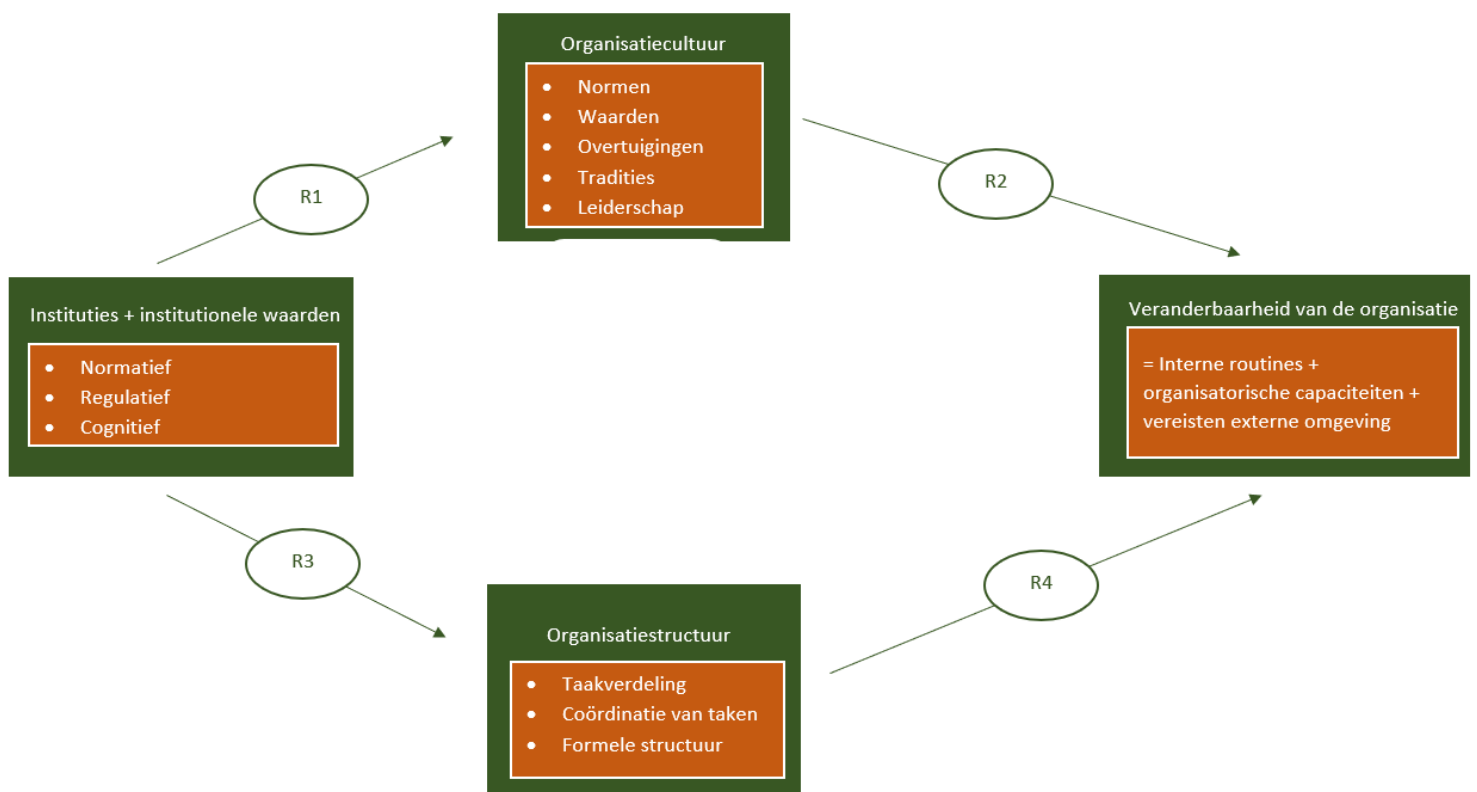 Organisatiecultuur
• Normen
• Waarden
• Overtuigingen
• Tradities
• Leiderschap
R1
R2
Instituties + institutionele waarden
• Normatief
• Regulatief
• Cognitief
Veranderbaarheid van de organisatie
= Interne routines +
organisatorische capaciteiten +
vereisten externe omgeving
R3
R4
Organisatiestructuur
• Taakverdeling
• Coördinatie van taken
• Formele structuur